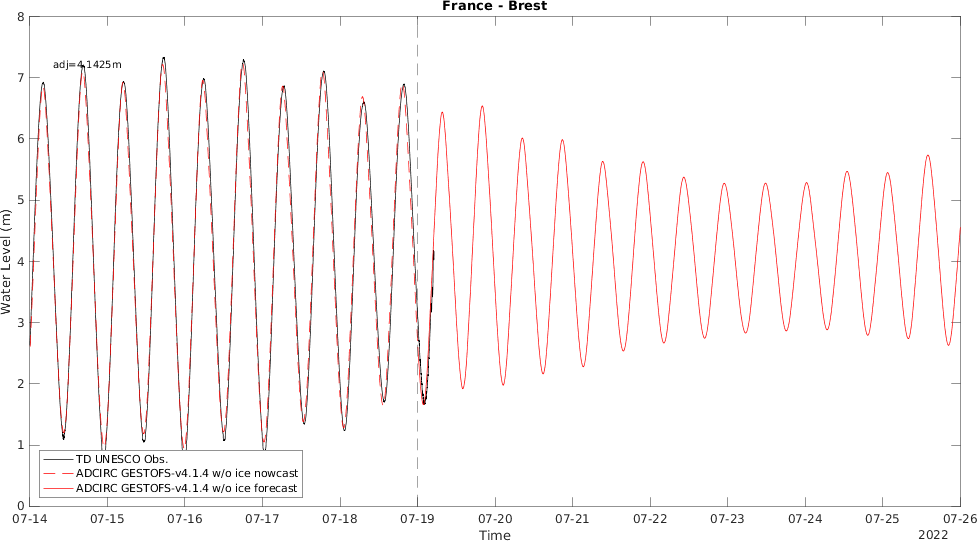 France - Brest
8
7
6
5
4
3
2
1
0
Water Level (m)
adj=4.1425m
TD UNESCO Obs.
ADCIRC GESTOFS-v4.1.4 w/o ice nowcast
ADCIRC GESTOFS-v4.1.4 w/o ice forecast
07-14 07-15 07-16 07-17 07-18 07-19 07-20 07-21 07-22 07-23 07-24 07-25 07-26
Time
2022